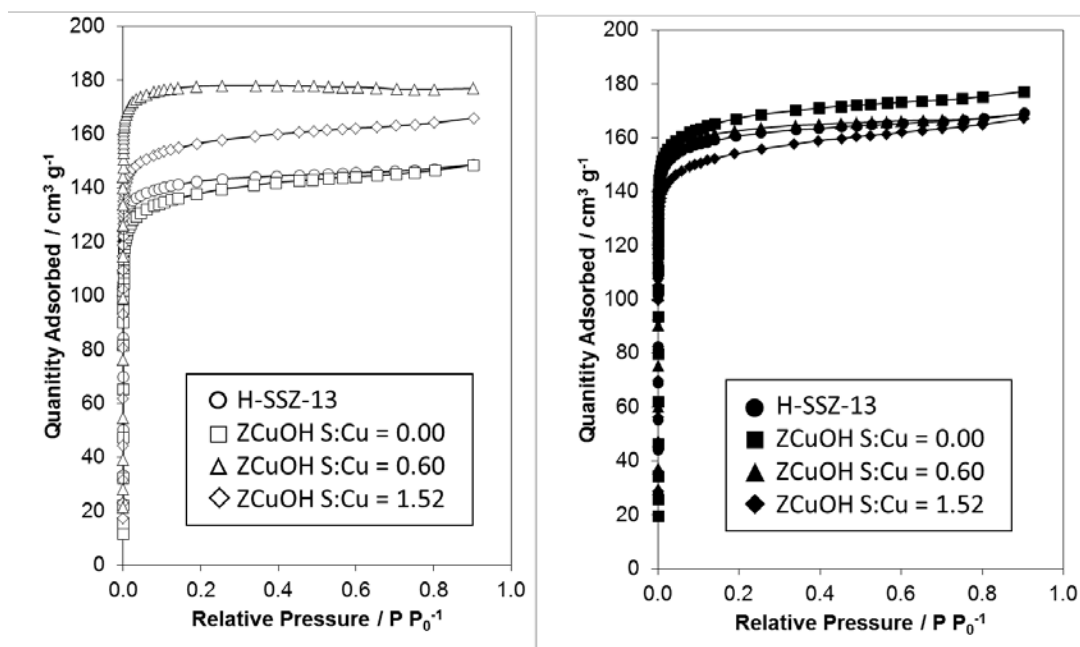 200
180
160
140
120
100
80
60
40
20
0
Quanitity Adsorbed / cm³ g⁻¹
H-SSZ-13
ZCuOH S:Cu = 0.00
ZCuOH S:Cu = 0.60
ZCuOH S:Cu = 1.52
0.0 0.2 0.4 0.6 0.8 1.0
Relative Pressure / P P₀⁻¹
200
180
160
140
120
100
80
60
40
20
0
Quanitity Adsorbed / cm³ g⁻¹
H-SSZ-13
ZCuOH S:Cu = 0.00
ZCuOH S:Cu = 0.60
ZCuOH S:Cu = 1.52
0.0 0.2 0.4 0.6 0.8 1.0
Relative Pressure / P P₀⁻¹